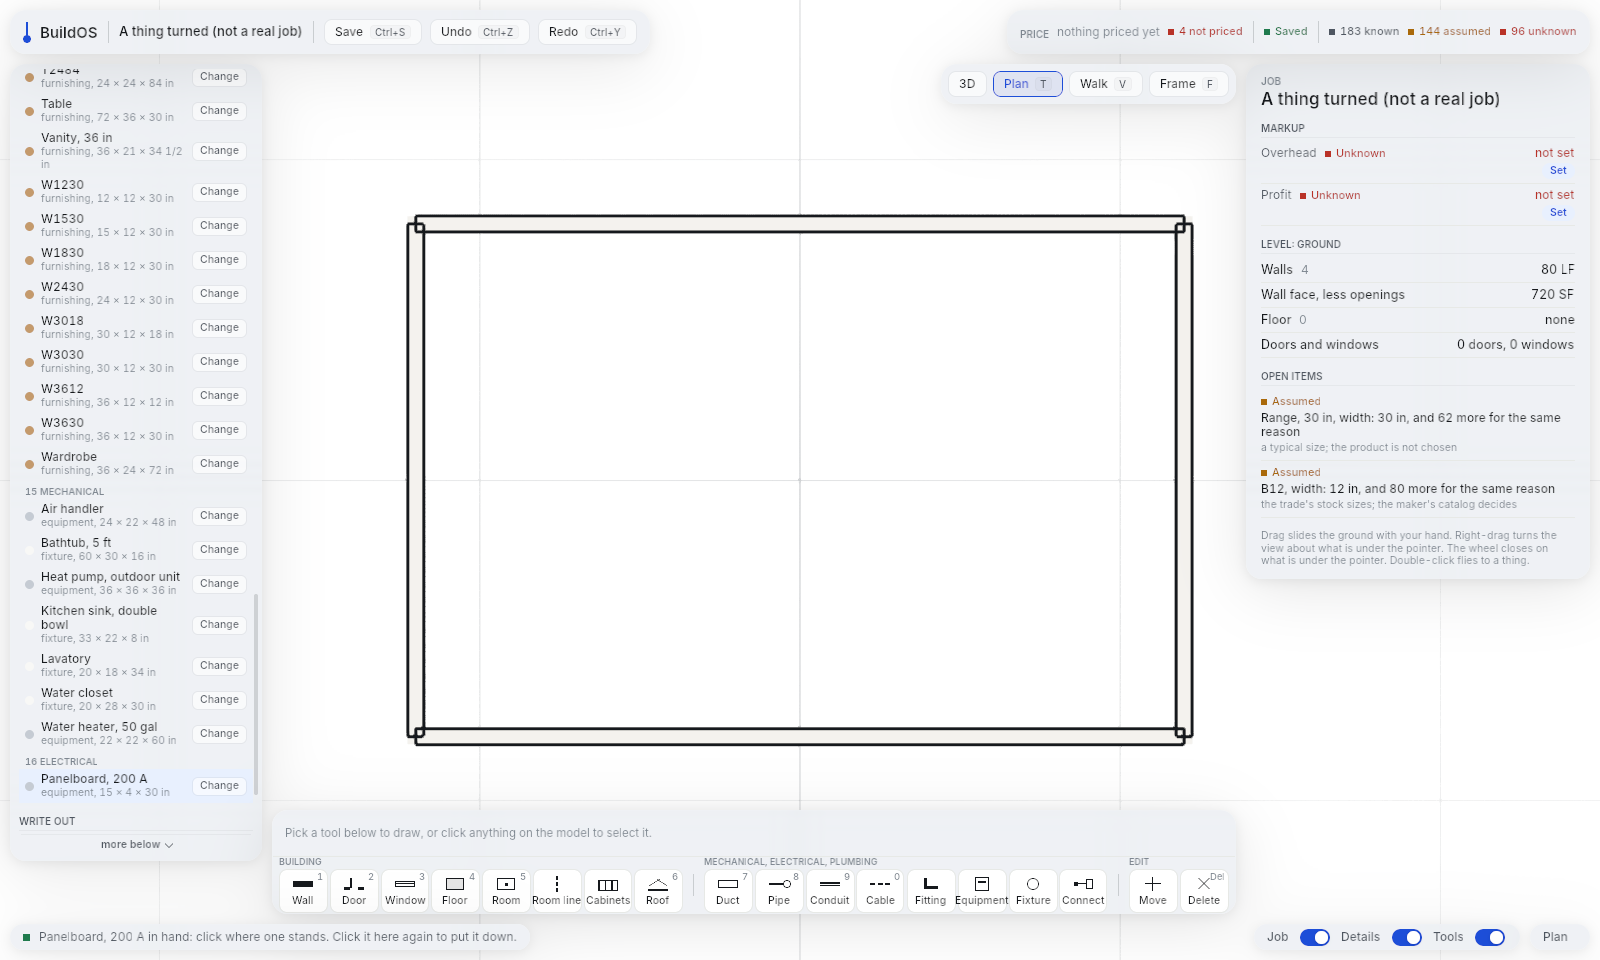 BuildOS
A thing turned (not a real job)
Save Ctrl+S
Undo Ctrl+Z
Redo Ctrl+Y
PRICE nothing priced yet 4 not priced Saved 183 known 144 assumed 96 unknown
3D
Plan T
Walk V
Frame F
T2484
furnishing, 24 × 24 × 84 in
Change
Table
furnishing, 72 × 36 × 30 in
Change
Vanity, 36 in
furnishing, 36 × 21 × 34 1/2
in
Change
W1230
furnishing, 12 × 12 × 30 in
Change
W1530
furnishing, 15 × 12 × 30 in
Change
W1830
furnishing, 18 × 12 × 30 in
Change
W2430
furnishing, 24 × 12 × 30 in
Change
W3018
furnishing, 30 × 12 × 18 in
Change
W3030
furnishing, 30 × 12 × 30 in
Change
W3612
furnishing, 36 × 12 × 12 in
Change
W3630
furnishing, 36 × 12 × 30 in
Change
Wardrobe
furnishing, 36 × 24 × 72 in
Change
15 MECHANICAL
Air handler
equipment, 24 × 22 × 48 in
Change
Bathtub, 5 ft
fixture, 60 × 30 × 16 in
Change
Heat pump, outdoor unit
equipment, 36 × 36 × 36 in
Change
Kitchen sink, double
bowl
fixture, 33 × 22 × 8 in
Change
Lavatory
fixture, 20 × 18 × 34 in
Change
Water closet
fixture, 20 × 28 × 30 in
Change
Water heater, 50 gal
equipment, 22 × 22 × 60 in
Change
16 ELECTRICAL
Panelboard, 200 A
equipment, 15 × 4 × 30 in
Change
WRITE OUT
more below
JOB
A thing turned (not a real job)
MARKUP
Overhead Unknown not set
Set
Profit Unknown not set
Set
LEVEL: GROUND
Walls 4 80 LF
Wall face, less openings 720 SF
Floor 0 none
Doors and windows 0 doors, 0 windows
OPEN ITEMS
Assumed
Range, 30 in, width: 30 in, and 62 more for the same
reason
a typical size; the product is not chosen
Assumed
B12, width: 12 in, and 80 more for the same reason
the trade's stock sizes; the maker's catalog decides
Drag slides the ground with your hand. Right-drag turns the
view about what is under the pointer. The wheel closes on
what is under the pointer. Double-click flies to a thing.
Pick a tool below to draw, or click anything on the model to select it.
BUILDING
Wall 1
Door 2
Window 3
Floor 4
Room 5
Room line
Cabinets
Roof 6
MECHANICAL, ELECTRICAL, PLUMBING
Duct 7
Pipe 8
Conduit 9
Cable 0
Fitting
Equipment
Fixture
Connect
EDIT
Move
Delete Del
Panelboard, 200 A in hand: click where one stands. Click it here again to put it down.
Job
Details
Tools
Plan